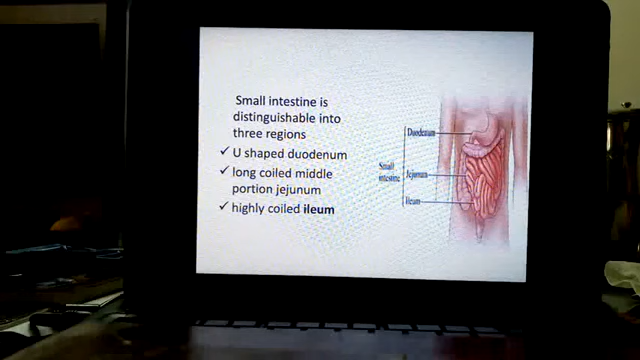 Small intestine is
distinguishable into
three regions
✓ U shaped duodenum
✓ long coiled middle
portion jejunum
✓ highly coiled ileum
Duodenum
Small
intestine
Jejunum
Ileum